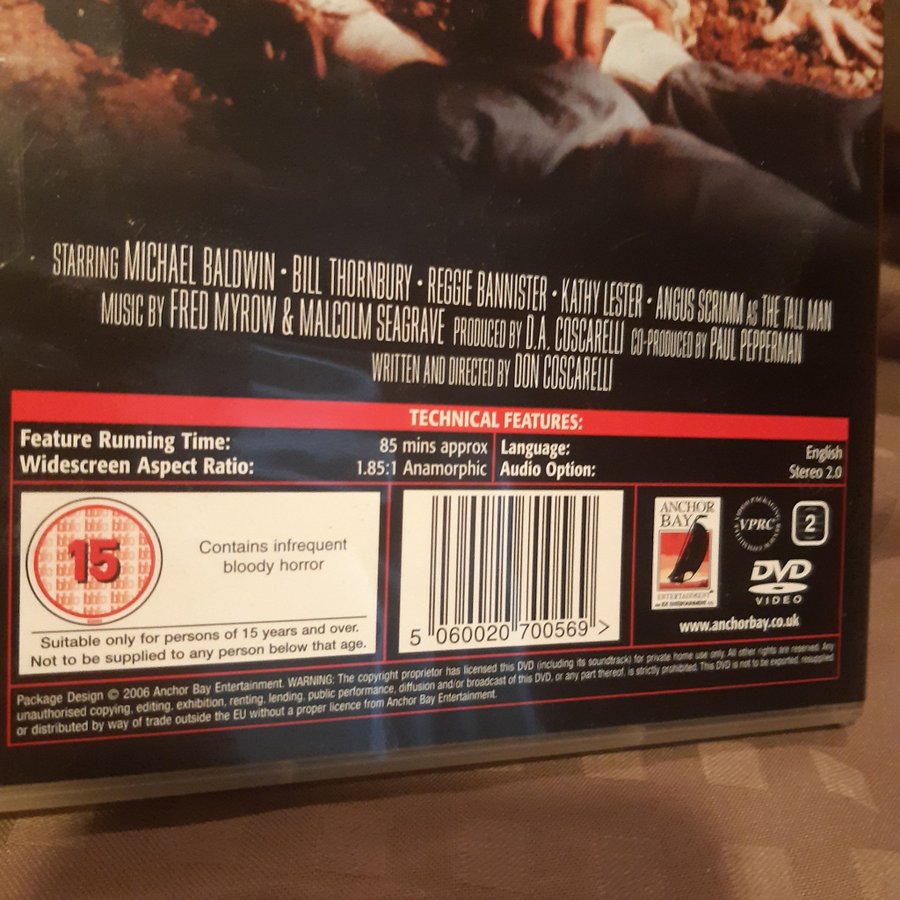 STARRING MICHAEL BALDWIN • BILL THORNBURY • REGGIE BANNISTER • KATHY LESTER • ANGUS SCRIMM AS THE TALL MAN
MUSIC BY FRED MYROW & MALCOLM SEAGRAVE PRODUCED BY D.A. COSCARELLI CO-PRODUCED BY PAUL PEPPERMAN
WRITTEN AND DIRECTED BY DON COSCARELLI
TECHNICAL FEATURES:
Feature Running Time: 85 mins approx
Widescreen Aspect Ratio: 1.85:1 Anamorphic
Language: English
Audio Option: Stereo 2.0
15
Contains infrequent
bloody horror
Suitable only for persons of 15 years and over.
Not to be supplied to any person below that age.
5 060020 700569 >
ANCHOR
BAY
ENTERTAINMENT
VPRC
2
DVD
VIDEO
www.anchorbay.co.uk
Package Design © 2006 Anchor Bay Entertainment. WARNING: The copyright proprietor has licensed this DVD (including its soundtrack) for private home use only. All other rights are reserved. Any
unauthorised copying, editing, exhibition, renting, lending, public performance, diffusion and/or broadcast of this DVD, or any part thereof, is strictly prohibited. This DVD is not to be exported, resupplied
or distributed by way of trade outside the EU without a proper licence from Anchor Bay Entertainment.